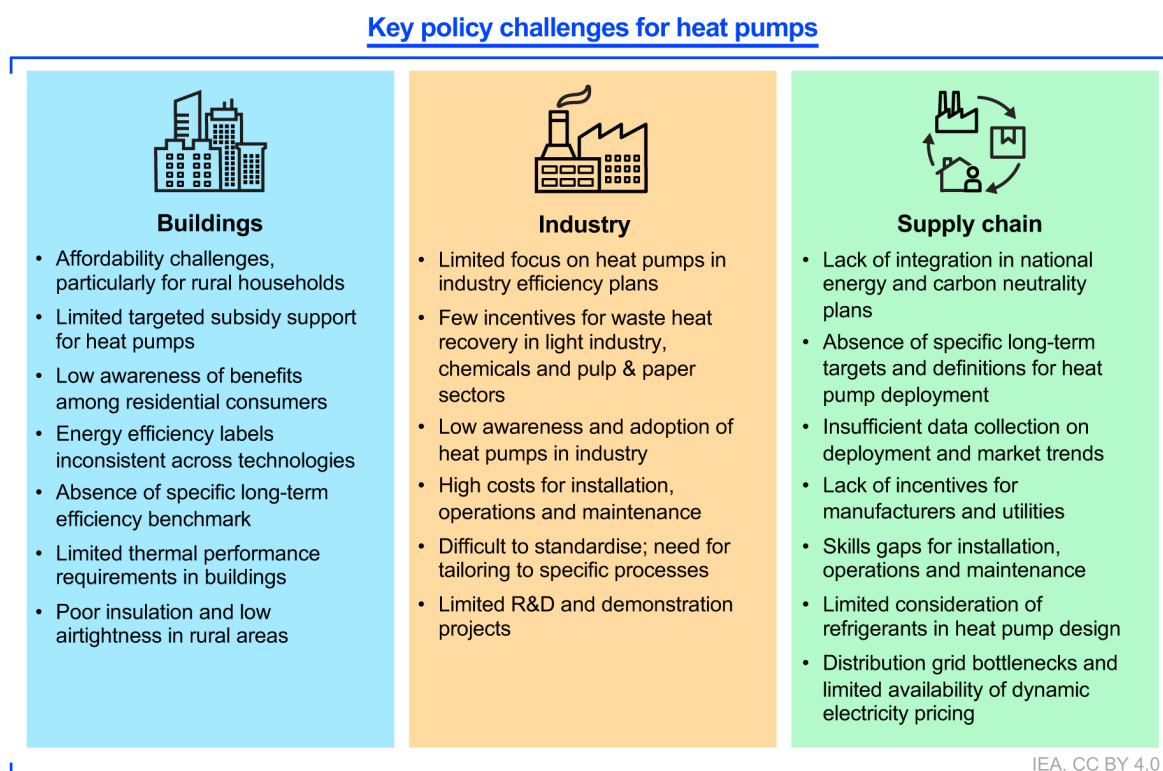 Key policy challenges for heat pumps
Buildings
• Affordability challenges,
particularly for rural households
• Limited targeted subsidy support
for heat pumps
• Low awareness of benefits
among residential consumers
• Energy efficiency labels
inconsistent across technologies
• Absence of specific long-term
efficiency benchmark
• Limited thermal performance
requirements in buildings
• Poor insulation and low
airtightness in rural areas
Industry
• Limited focus on heat pumps in
industry efficiency plans
• Few incentives for waste heat
recovery in light industry,
chemicals and pulp & paper
sectors
• Low awareness and adoption of
heat pumps in industry
• High costs for installation,
operations and maintenance
• Difficult to standardise; need for
tailoring to specific processes
• Limited R&D and demonstration
projects
Supply chain
• Lack of integration in national
energy and carbon neutrality
plans
• Absence of specific long-term
targets and definitions for heat
pump deployment
• Insufficient data collection on
deployment and market trends
• Lack of incentives for
manufacturers and utilities
• Skills gaps for installation,
operations and maintenance
• Limited consideration of
refrigerants in heat pump design
• Distribution grid bottlenecks and
limited availability of dynamic
electricity pricing
IEA. CC BY 4.0